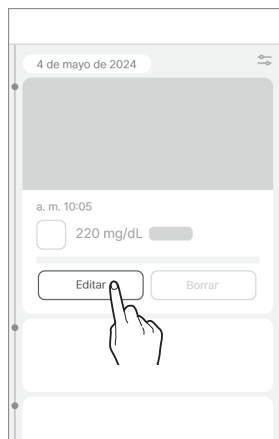 4 de mayo de 2024
a. m. 10:05
220 mg/dL
Editar
Borrar